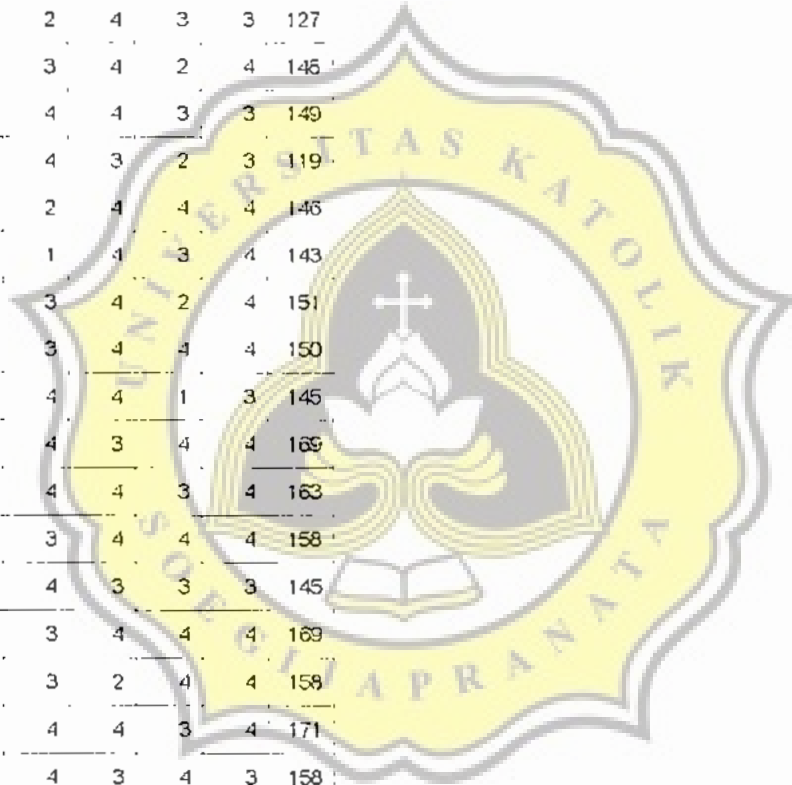 2 4 3 3 127
3 4 2 4 146
4 4 3 3 149
4 3 2 3 119
2 4 4 4 146
1 4 3 4 143
3 4 2 4 151
3 4 4 4 150
4 4 1 3 145
4 3 4 4 169
4 4 3 4 163
3 4 4 4 158
4 3 3 3 145
3 4 4 4 169
3 2 4 4 158
4 4 3 4 171
4 3 4 3 158
UNIVERSITAS KATOLIK
SOEGIJAPRANATA